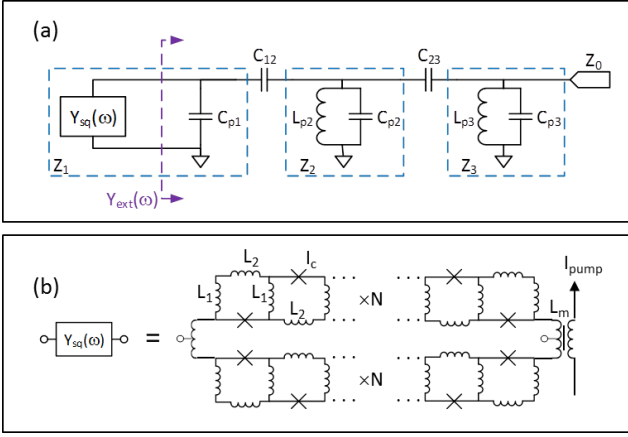 (a)
C12
C23
Z0
Ysq(ω)
Cp1
Lp2
Cp2
Lp3
Cp3
Z1
Z2
Z3
Yext(ω)
(b)
L2
Ic
Ipump
L1
L1
L2
... ×N ...
Lm
Ysq(ω)
=
... ×N ...